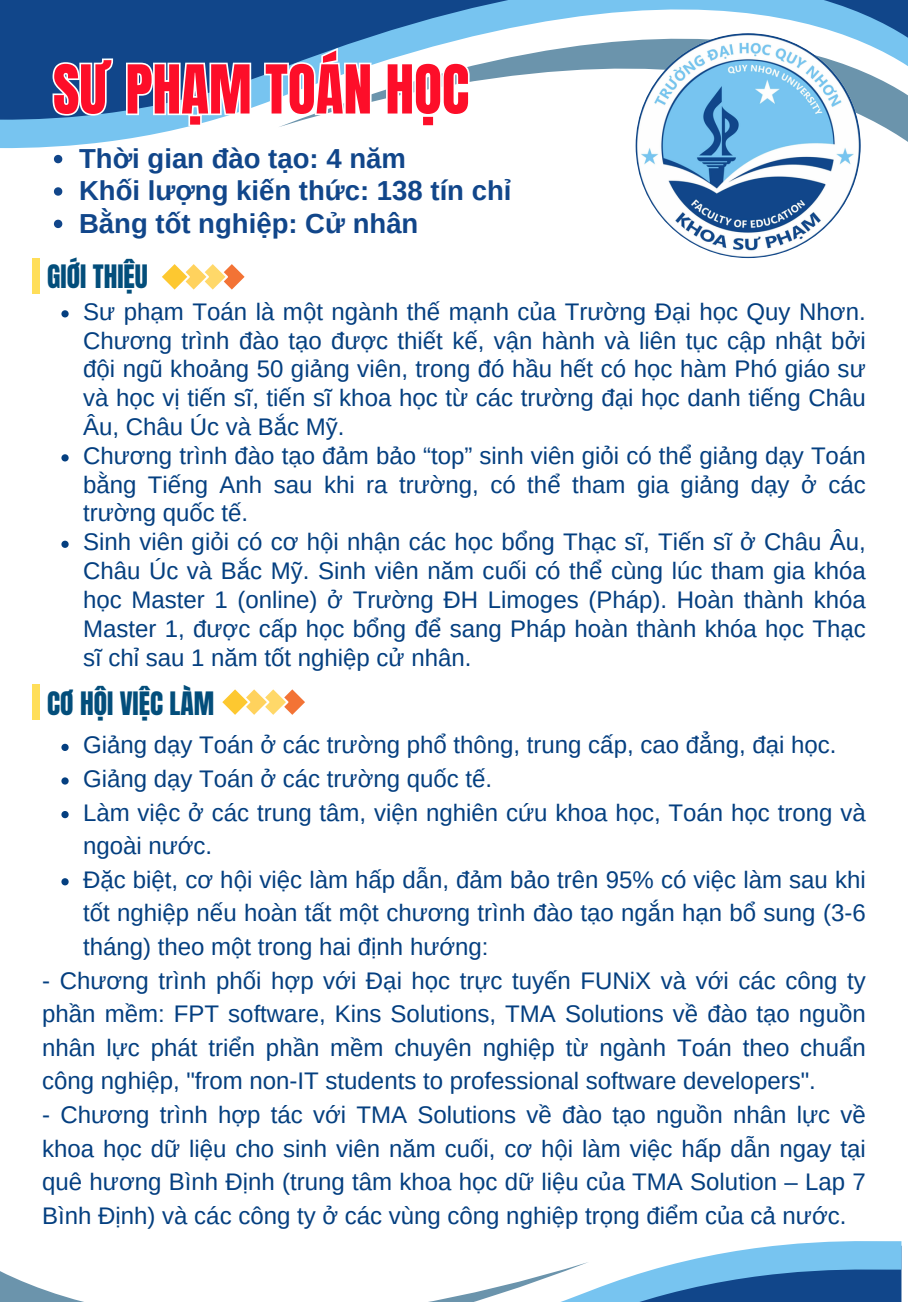 SƯ PHẠM TOÁN HỌC
TRƯỜNG ĐẠI HỌC QUY NHƠN
QUY NHON UNIVERSITY
FACULTY OF EDUCATION
KHOA SƯ PHẠM
• Thời gian đào tạo: 4 năm
• Khối lượng kiến thức: 138 tín chỉ
• Bằng tốt nghiệp: Cử nhân
GIỚI THIỆU
• Sư phạm Toán là một ngành thế mạnh của Trường Đại học Quy Nhơn.
Chương trình đào tạo được thiết kế, vận hành và liên tục cập nhật bởi
đội ngũ khoảng 50 giảng viên, trong đó hầu hết có học hàm Phó giáo sư
và học vị tiến sĩ, tiến sĩ khoa học từ các trường đại học danh tiếng Châu
Âu, Châu Úc và Bắc Mỹ.
• Chương trình đào tạo đảm bảo “top” sinh viên giỏi có thể giảng dạy Toán
bằng Tiếng Anh sau khi ra trường, có thể tham gia giảng dạy ở các
trường quốc tế.
• Sinh viên giỏi có cơ hội nhận các học bổng Thạc sĩ, Tiến sĩ ở Châu Âu,
Châu Úc và Bắc Mỹ. Sinh viên năm cuối có thể cùng lúc tham gia khóa
học Master 1 (online) ở Trường ĐH Limoges (Pháp). Hoàn thành khóa
Master 1, được cấp học bổng để sang Pháp hoàn thành khóa học Thạc
sĩ chỉ sau 1 năm tốt nghiệp cử nhân.
CƠ HỘI VIỆC LÀM
• Giảng dạy Toán ở các trường phổ thông, trung cấp, cao đẳng, đại học.
• Giảng dạy Toán ở các trường quốc tế.
• Làm việc ở các trung tâm, viện nghiên cứu khoa học, Toán học trong và
ngoài nước.
• Đặc biệt, cơ hội việc làm hấp dẫn, đảm bảo trên 95% có việc làm sau khi
tốt nghiệp nếu hoàn tất một chương trình đào tạo ngắn hạn bổ sung (3-6
tháng) theo một trong hai định hướng:
- Chương trình phối hợp với Đại học trực tuyến FUNiX và với các công ty
phần mềm: FPT software, Kins Solutions, TMA Solutions về đào tạo nguồn
nhân lực phát triển phần mềm chuyên nghiệp từ ngành Toán theo chuẩn
công nghiệp, "from non-IT students to professional software developers".
- Chương trình hợp tác với TMA Solutions về đào tạo nguồn nhân lực về
khoa học dữ liệu cho sinh viên năm cuối, cơ hội làm việc hấp dẫn ngay tại
quê hương Bình Định (trung tâm khoa học dữ liệu của TMA Solution – Lap 7
Bình Định) và các công ty ở các vùng công nghiệp trọng điểm của cả nước.